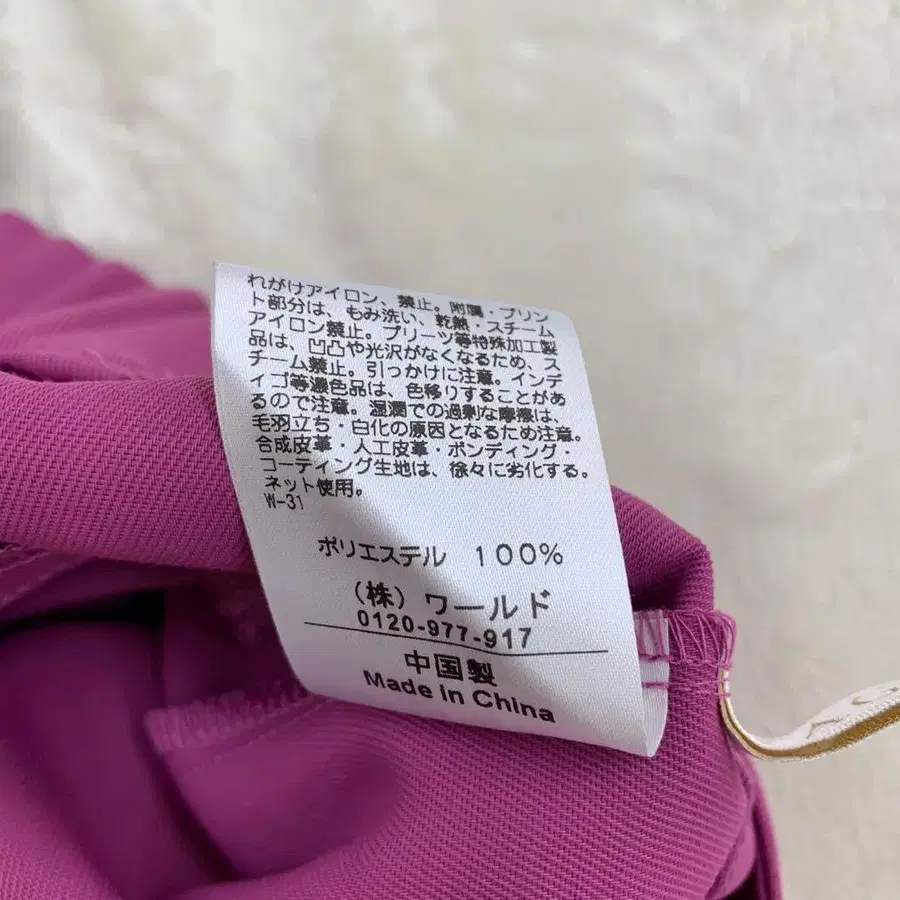 れがけアイロン、禁止。附属・プリン
ト部分は、もみ洗い、乾熱・スチーム
アイロン禁止。プリーツ等特殊加工製
品は、凹凸や光沢がなくなるため、ス
チーム禁止。引っかけに注意。インデ
ィゴ等濃色品は、色移りすることがあ
るので注意。湿潤での過剰な摩擦は、
毛羽立ち・白化の原因となるため注意。
合成皮革・人工皮革・ボンディング・
コーティング生地は、徐々に劣化する。
ネット使用。
W-31
ポリエステル 100%
(株) ワールド
0120-977-917
中国製
Made in China